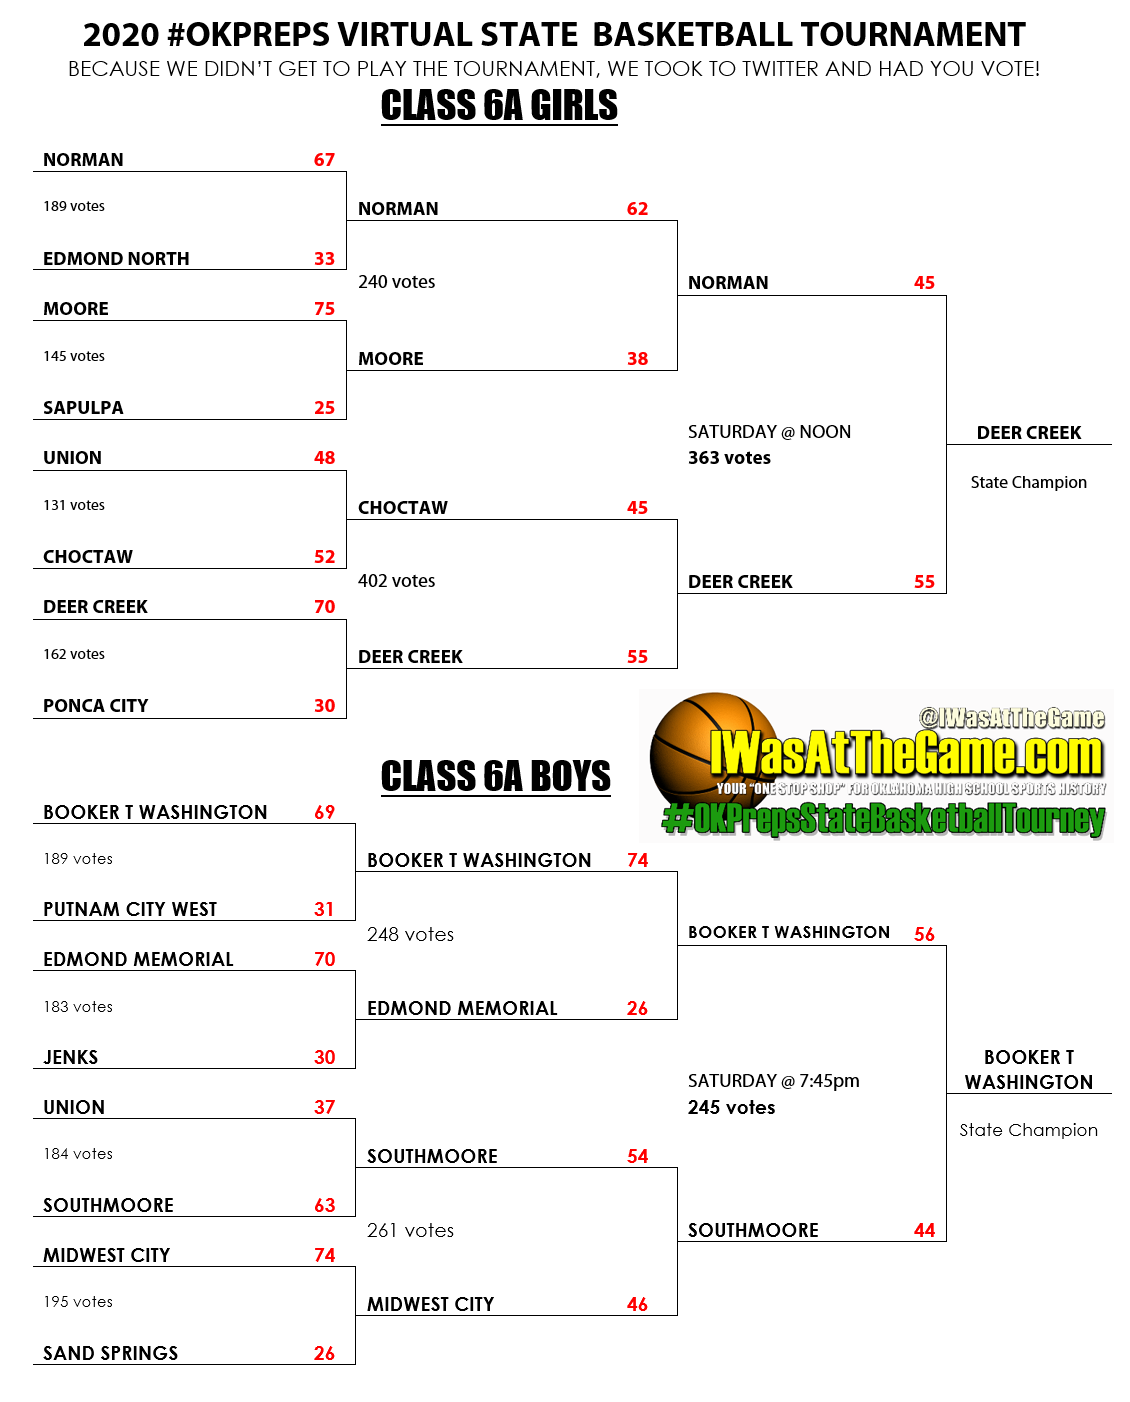 2020 #OKPREPS VIRTUAL STATE BASKETBALL TOURNAMENT
BECAUSE WE DIDN'T GET TO PLAY THE TOURNAMENT, WE TOOK TO TWITTER AND HAD YOU VOTE!
CLASS 6A GIRLS
NORMAN 67
189 votes
EDMOND NORTH 33
MOORE 75
145 votes
SAPULPA 25
UNION 48
131 votes
CHOCTAW 52
DEER CREEK 70
162 votes
PONCA CITY 30
NORMAN 62
240 votes
MOORE 38
CHOCTAW 45
402 votes
DEER CREEK 55
NORMAN 45
SATURDAY @ NOON
363 votes
DEER CREEK 55
DEER CREEK
State Champion
@IWasAtTheGame
IWasAtTheGame.com
YOUR "ONE STOP SHOP" FOR OKLAHOMA HIGH SCHOOL SPORTS HISTORY
#OKPrepsStateBasketballTourney
CLASS 6A BOYS
BOOKER T WASHINGTON 69
189 votes
PUTNAM CITY WEST 31
EDMOND MEMORIAL 70
183 votes
JENKS 30
UNION 37
184 votes
SOUTHMOORE 63
MIDWEST CITY 74
195 votes
SAND SPRINGS 26
BOOKER T WASHINGTON 74
248 votes
EDMOND MEMORIAL 26
SOUTHMOORE 54
261 votes
MIDWEST CITY 46
BOOKER T WASHINGTON 56
SATURDAY @ 7:45pm
245 votes
SOUTHMOORE 44
BOOKER T
WASHINGTON
State Champion